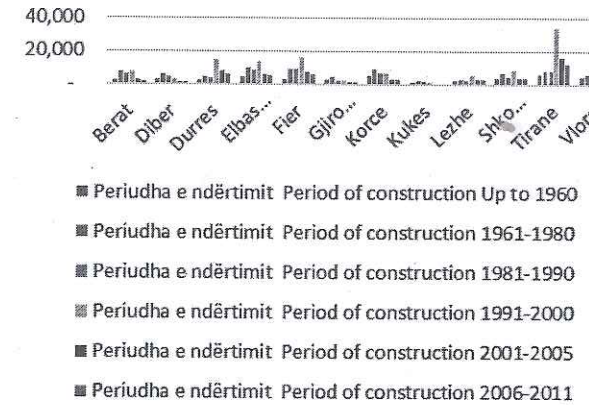 40,000
20,000
-
Berat Diber Durres Elbas... Fier Gjiro... Korce Kukes Lezhe Shko... Tirane Vlor
■ Periudha e ndërtimit Period of construction Up to 1960
■ Periudha e ndërtimit Period of construction 1961-1980
■ Periudha e ndërtimit Period of construction 1981-1990
■ Periudha e ndërtimit Period of construction 1991-2000
■ Periudha e ndërtimit Period of construction 2001-2005
■ Periudha e ndërtimit Period of construction 2006-2011